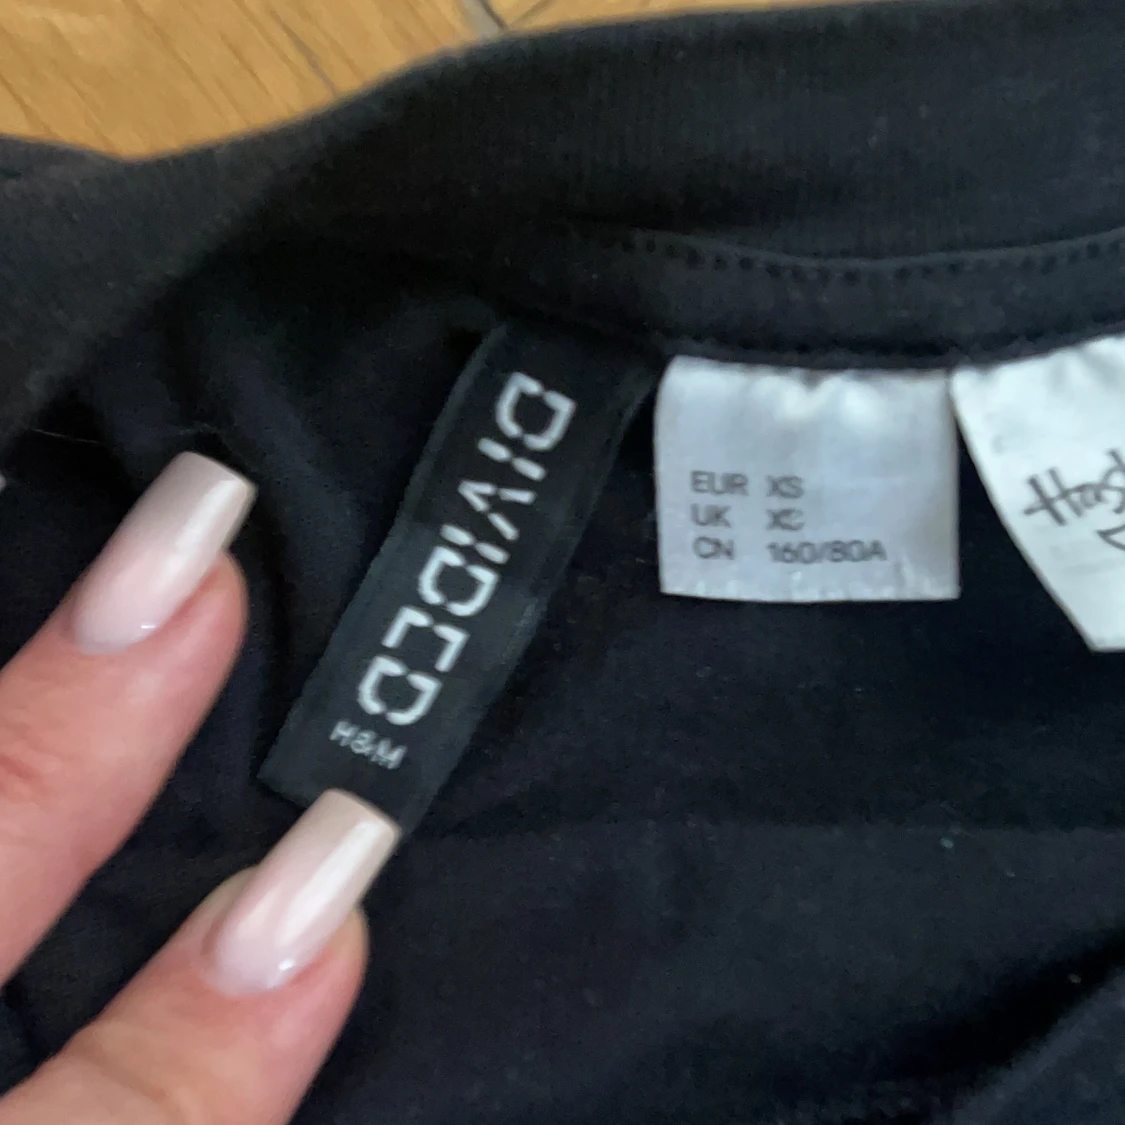 DIVIDED
H&M
EUR XS
UK XS
CN 160/80A